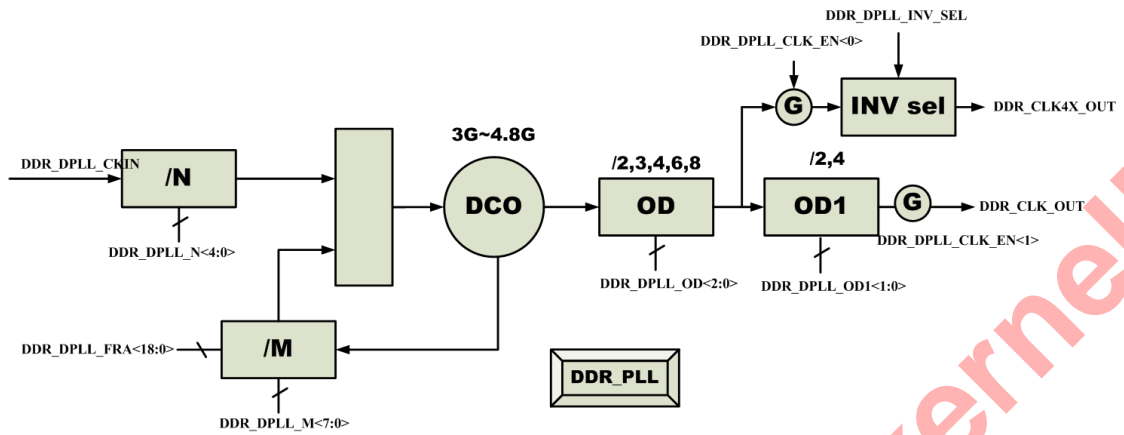 DDR_DPLL_INV_SEL
DDR_DPLL_CLK_EN<0>
G
INV sel
DDR_CLK4X_OUT
3G~4.8G
/2,3,4,6,8
/2,4
DDR_DPLL_CKIN
/N
DCO
OD
OD1
G
DDR_CLK_OUT
DDR_DPLL_CLK_EN<1>
DDR_DPLL_N<4:0>
DDR_DPLL_OD<2:0>
DDR_DPLL_OD1<1:0>
DDR_DPLL_FRA<18:0>
/M
DDR_PLL
DDR_DPLL_M<7:0>